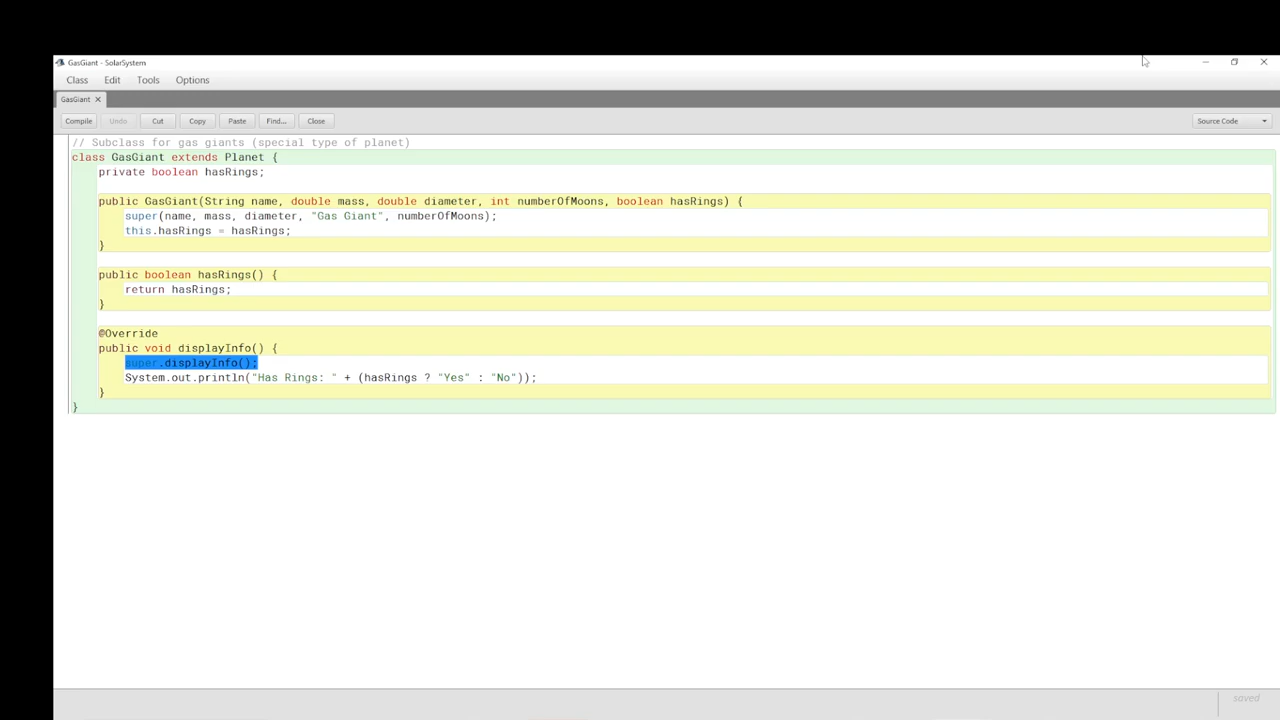 GasGiant - SolarSystem
Class Edit Tools Options
GasGiant
Compile Undo Cut Copy Paste Find... Close Source Code
// Subclass for gas giants (special type of planet)
class GasGiant extends Planet {
private boolean hasRings;
public GasGiant(String name, double mass, double diameter, int numberOfMoons, boolean hasRings) {
super(name, mass, diameter, "Gas Giant", numberOfMoons);
this.hasRings = hasRings;
}
public boolean hasRings() {
return hasRings;
}
@Override
public void displayInfo() {
super.displayInfo();
System.out.println("Has Rings: " + (hasRings ? "Yes" : "No"));
}
}
saved